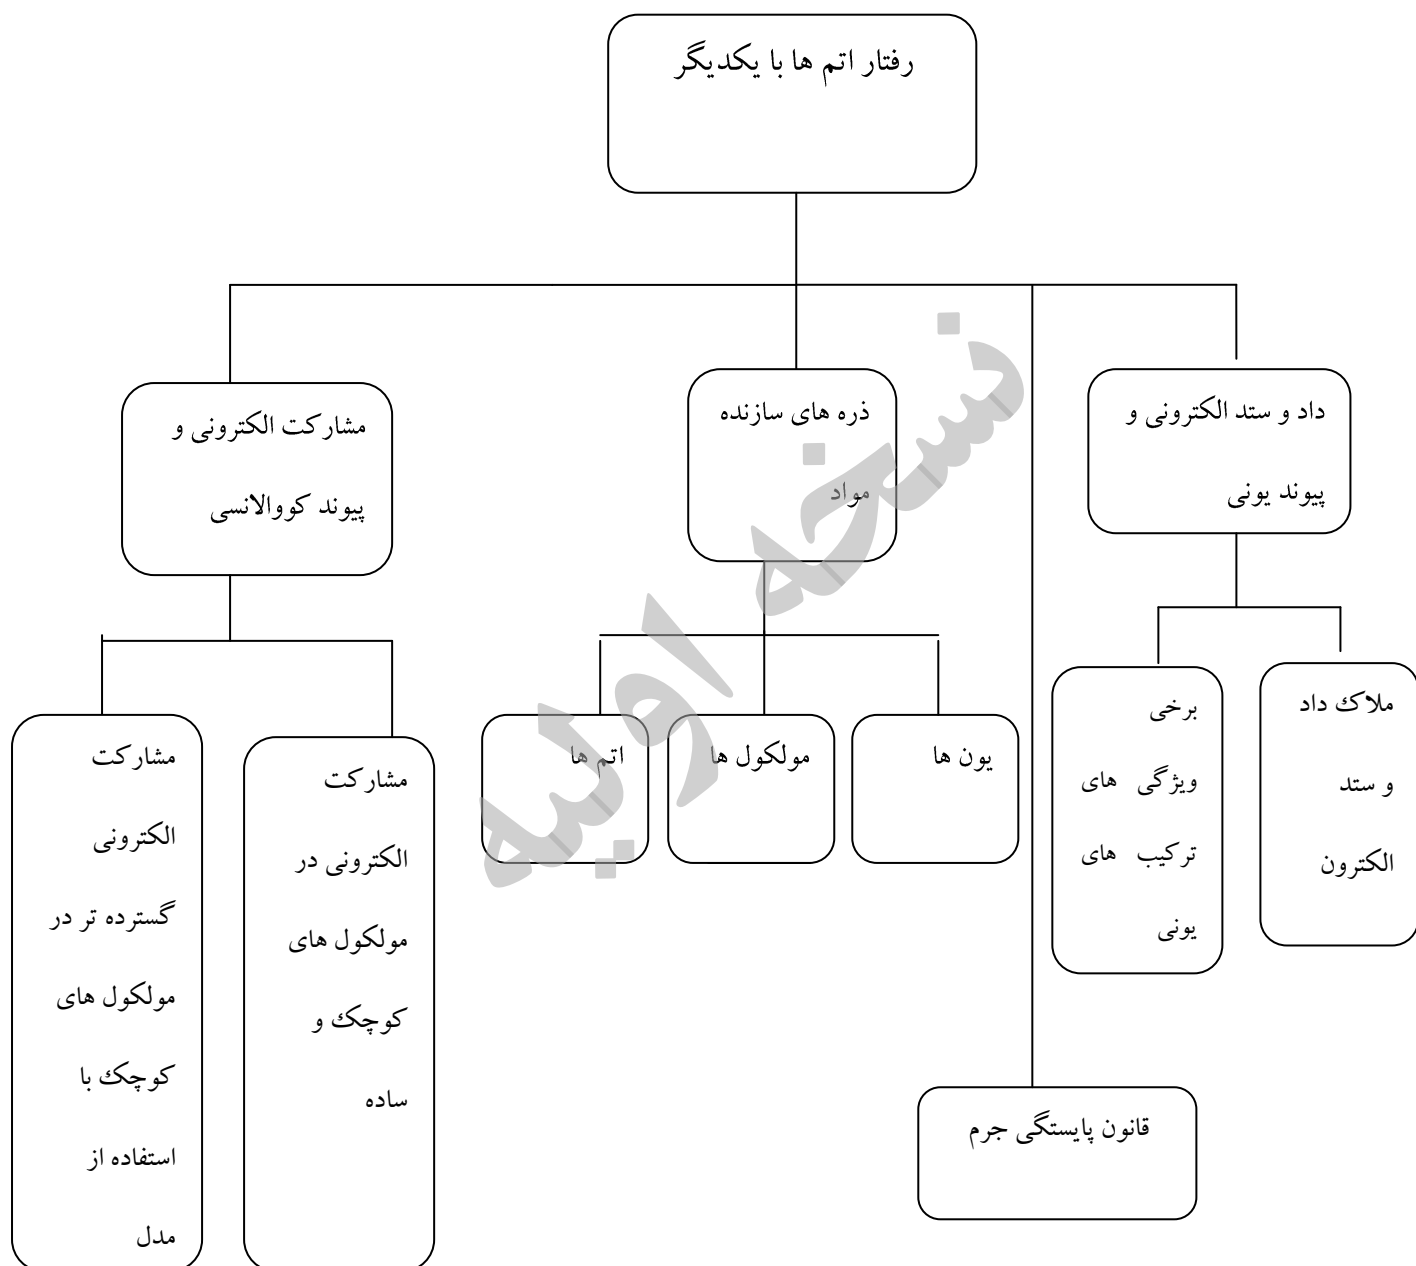 رفتار اتم ها با یکدیگر
داد و ستد الکترونی و
پیوند یونی
ذره های سازنده
مواد
مشارکت الکترونی و
پیوند کووالانسی
ملاک داد
و ستد
الکترون
برخی
ویژگی های
ترکیب های
یونی
یون ها
مولکول ها
اتم ها
مشارکت
الکترونی در
مولکول های
کوچک و
ساده
مشارکت
الکترونی
گسترده تر در
مولکول های
کوچک با
استفاده از
مدل
قانون پایستگی جرم
نسخه اولیه